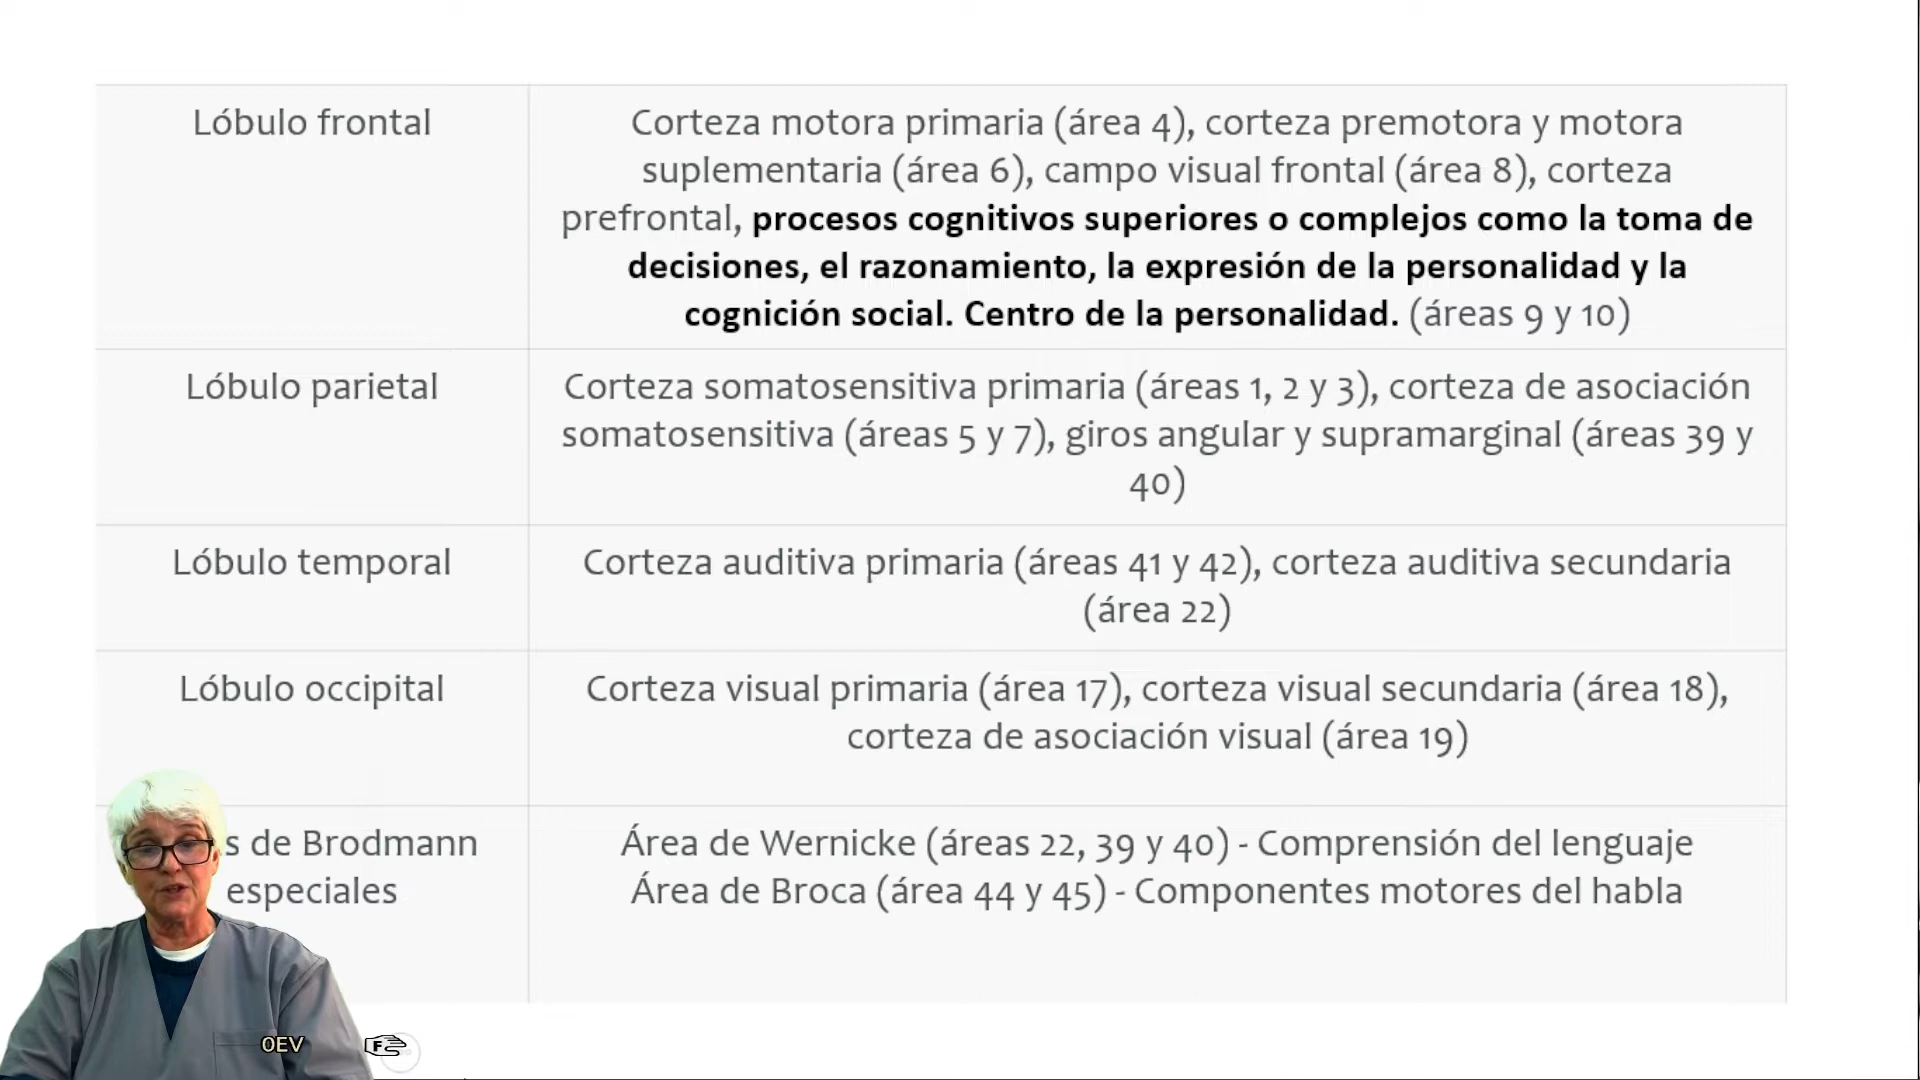 Lóbulo frontal
Corteza motora primaria (área 4), corteza premotora y motora
suplementaria (área 6), campo visual frontal (área 8), corteza
prefrontal, procesos cognitivos superiores o complejos como la toma de
decisiones, el razonamiento, la expresión de la personalidad y la
cognición social. Centro de la personalidad. (áreas 9 y 10)
Lóbulo parietal
Corteza somatosensitiva primaria (áreas 1, 2 y 3), corteza de asociación
somatosensitiva (áreas 5 y 7), giros angular y supramarginal (áreas 39 y
40)
Lóbulo temporal
Corteza auditiva primaria (áreas 41 y 42), corteza auditiva secundaria
(área 22)
Lóbulo occipital
Corteza visual primaria (área 17), corteza visual secundaria (área 18),
corteza de asociación visual (área 19)
s de Brodmann
especiales
Área de Wernicke (áreas 22, 39 y 40) - Comprensión del lenguaje
Área de Broca (área 44 y 45) - Componentes motores del habla
0EV
F